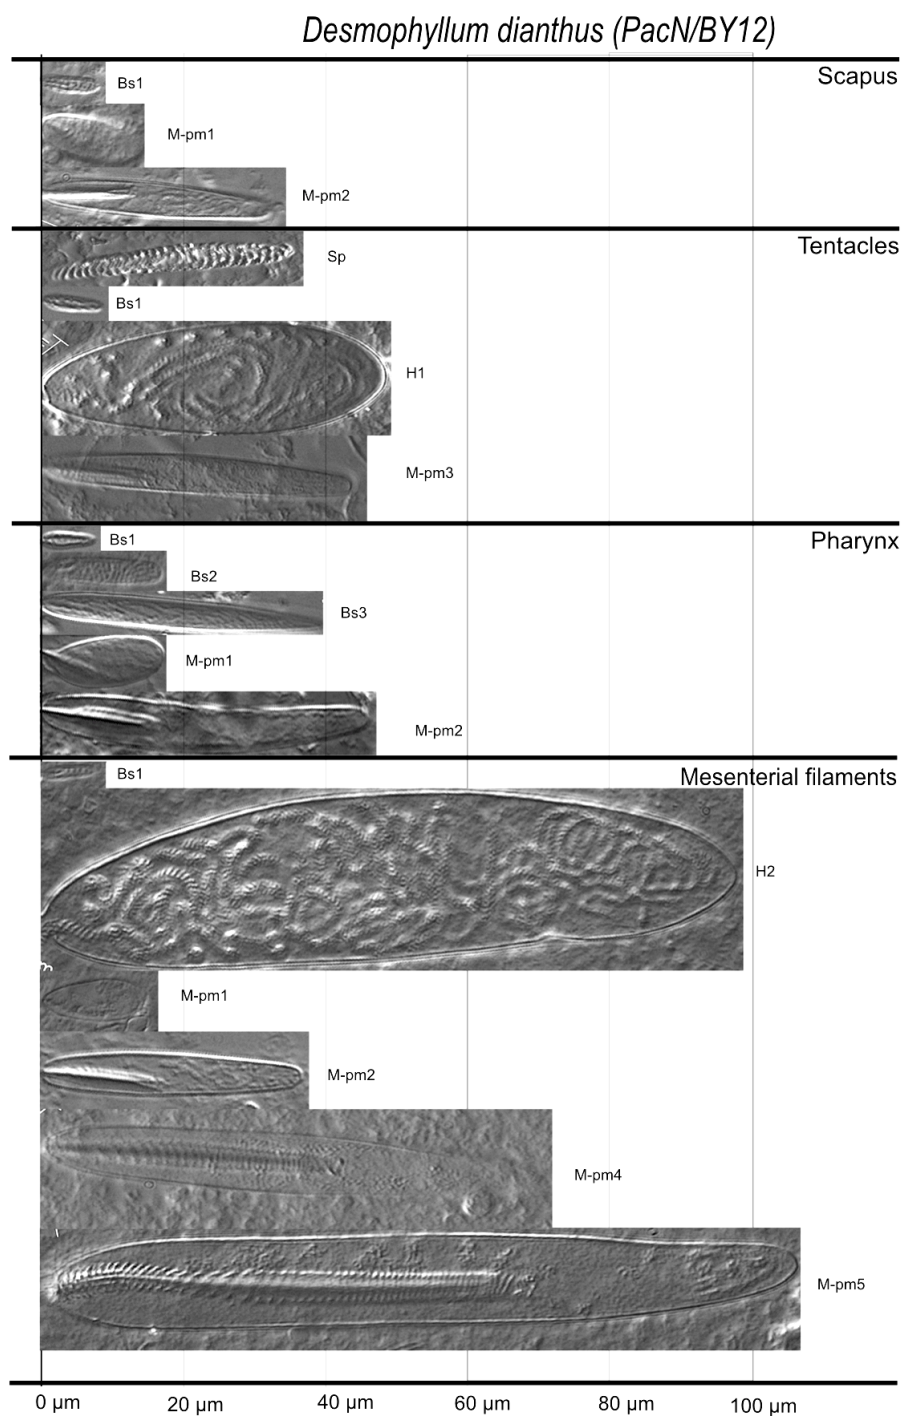 Desmophyllum dianthus (PacN/BY12)
Scapus
Bs1
M-pm1
M-pm2
Tentacles
Sp
Bs1
H1
M-pm3
Pharynx
Bs1
Bs2
Bs3
M-pm1
M-pm2
Mesenterial filaments
Bs1
H2
M-pm1
M-pm2
M-pm4
M-pm5
0 µm 20 µm 40 µm 60 µm 80 µm 100 µm